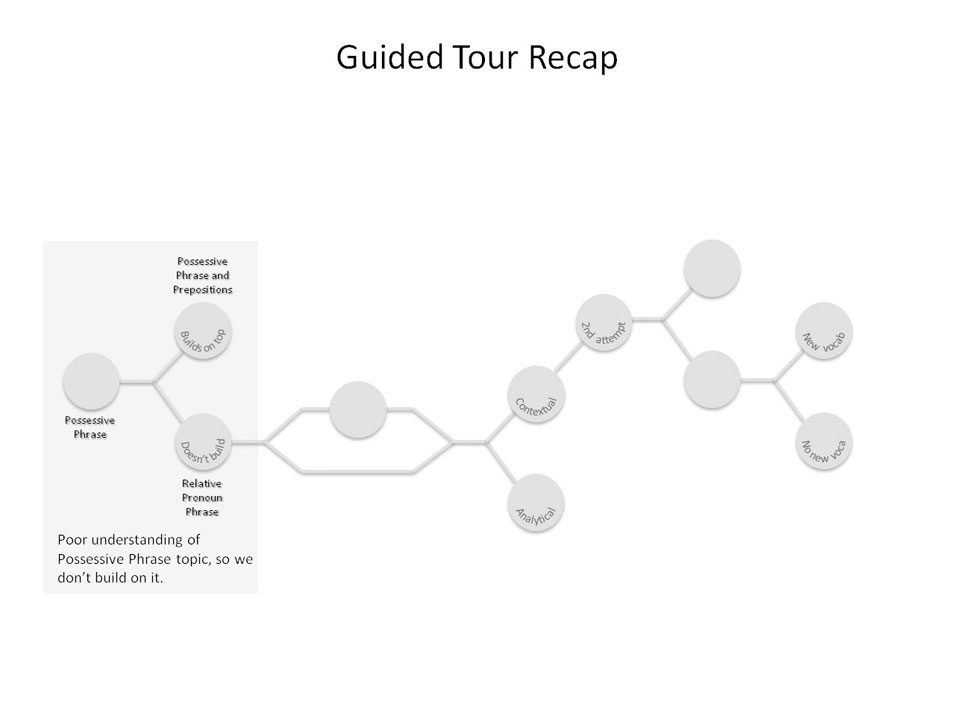 Guided Tour Recap
Possessive
Phrase and
Prepositions
Builds on top
Possessive
Phrase
Doesn't build
Relative
Pronoun
Phrase
Poor understanding of
Possessive Phrase topic, so we
don't build on it.
Contextual
Analytical
2nd attempt
New vocab
No new voca